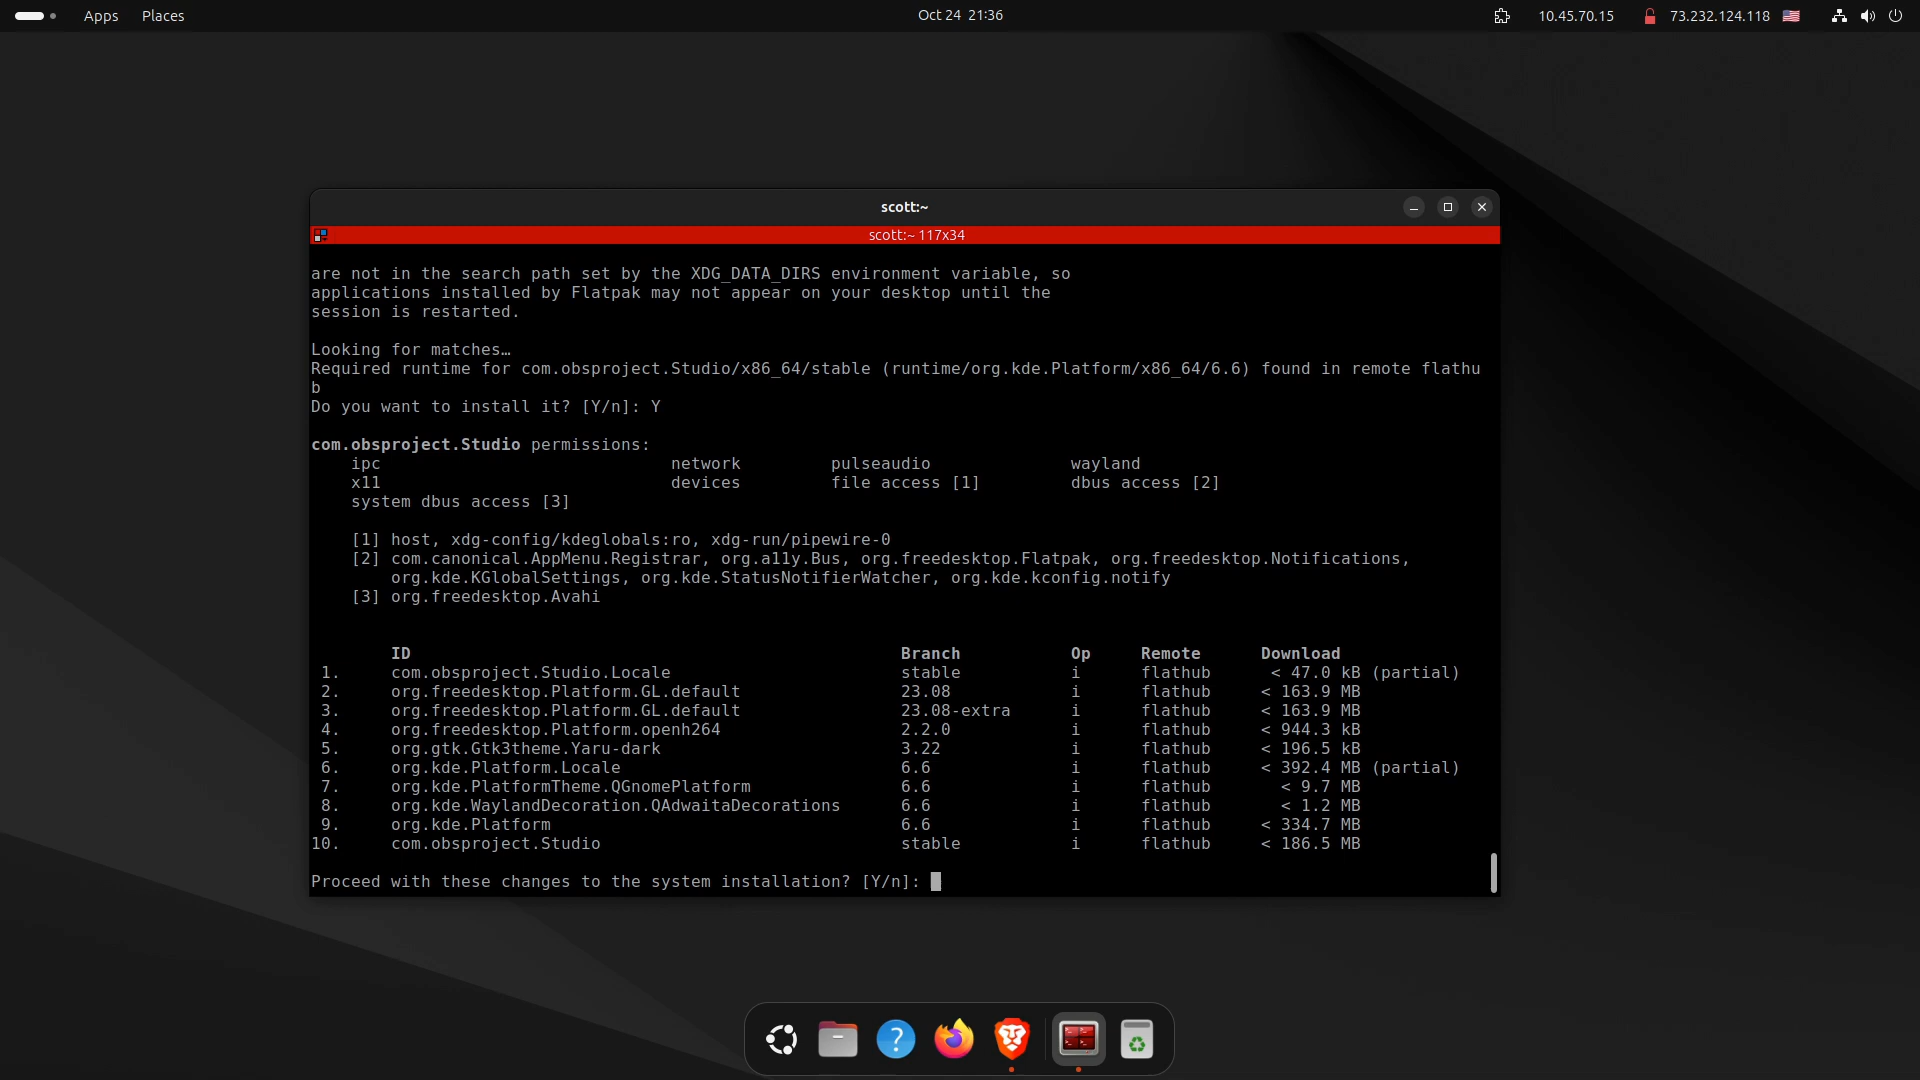 Apps Places Oct 24 21:36 10.45.70.15 73.232.124.118
scott:~
scott:~ 117x34
are not in the search path set by the XDG_DATA_DIRS environment variable, so
applications installed by Flatpak may not appear on your desktop until the
session is restarted.
Looking for matches…
Required runtime for com.obsproject.Studio/x86_64/stable (runtime/org.kde.Platform/x86_64/6.6) found in remote flathu
b
Do you want to install it? [Y/n]: Y
com.obsproject.Studio permissions:
ipc network pulseaudio wayland
x11 devices file access [1] dbus access [2]
system dbus access [3]
[1] host, xdg-config/kdeglobals:ro, xdg-run/pipewire-0
[2] com.canonical.AppMenu.Registrar, org.a11y.Bus, org.freedesktop.Flatpak, org.freedesktop.Notifications,
org.kde.KGlobalSettings, org.kde.StatusNotifierWatcher, org.kde.kconfig.notify
[3] org.freedesktop.Avahi
ID Branch Op Remote Download
1. com.obsproject.Studio.Locale stable i flathub < 47.0 kB (partial)
2. org.freedesktop.Platform.GL.default 23.08 i flathub < 163.9 MB
3. org.freedesktop.Platform.GL.default 23.08-extra i flathub < 163.9 MB
4. org.freedesktop.Platform.openh264 2.2.0 i flathub < 944.3 kB
5. org.gtk.Gtk3theme.Yaru-dark 3.22 i flathub < 196.5 kB
6. org.kde.Platform.Locale 6.6 i flathub < 392.4 MB (partial)
7. org.kde.PlatformTheme.QGnomePlatform 6.6 i flathub < 9.7 MB
8. org.kde.WaylandDecoration.QAdwaitaDecorations 6.6 i flathub < 1.2 MB
9. org.kde.Platform 6.6 i flathub < 334.7 MB
10. com.obsproject.Studio stable i flathub < 186.5 MB
Proceed with these changes to the system installation? [Y/n]: